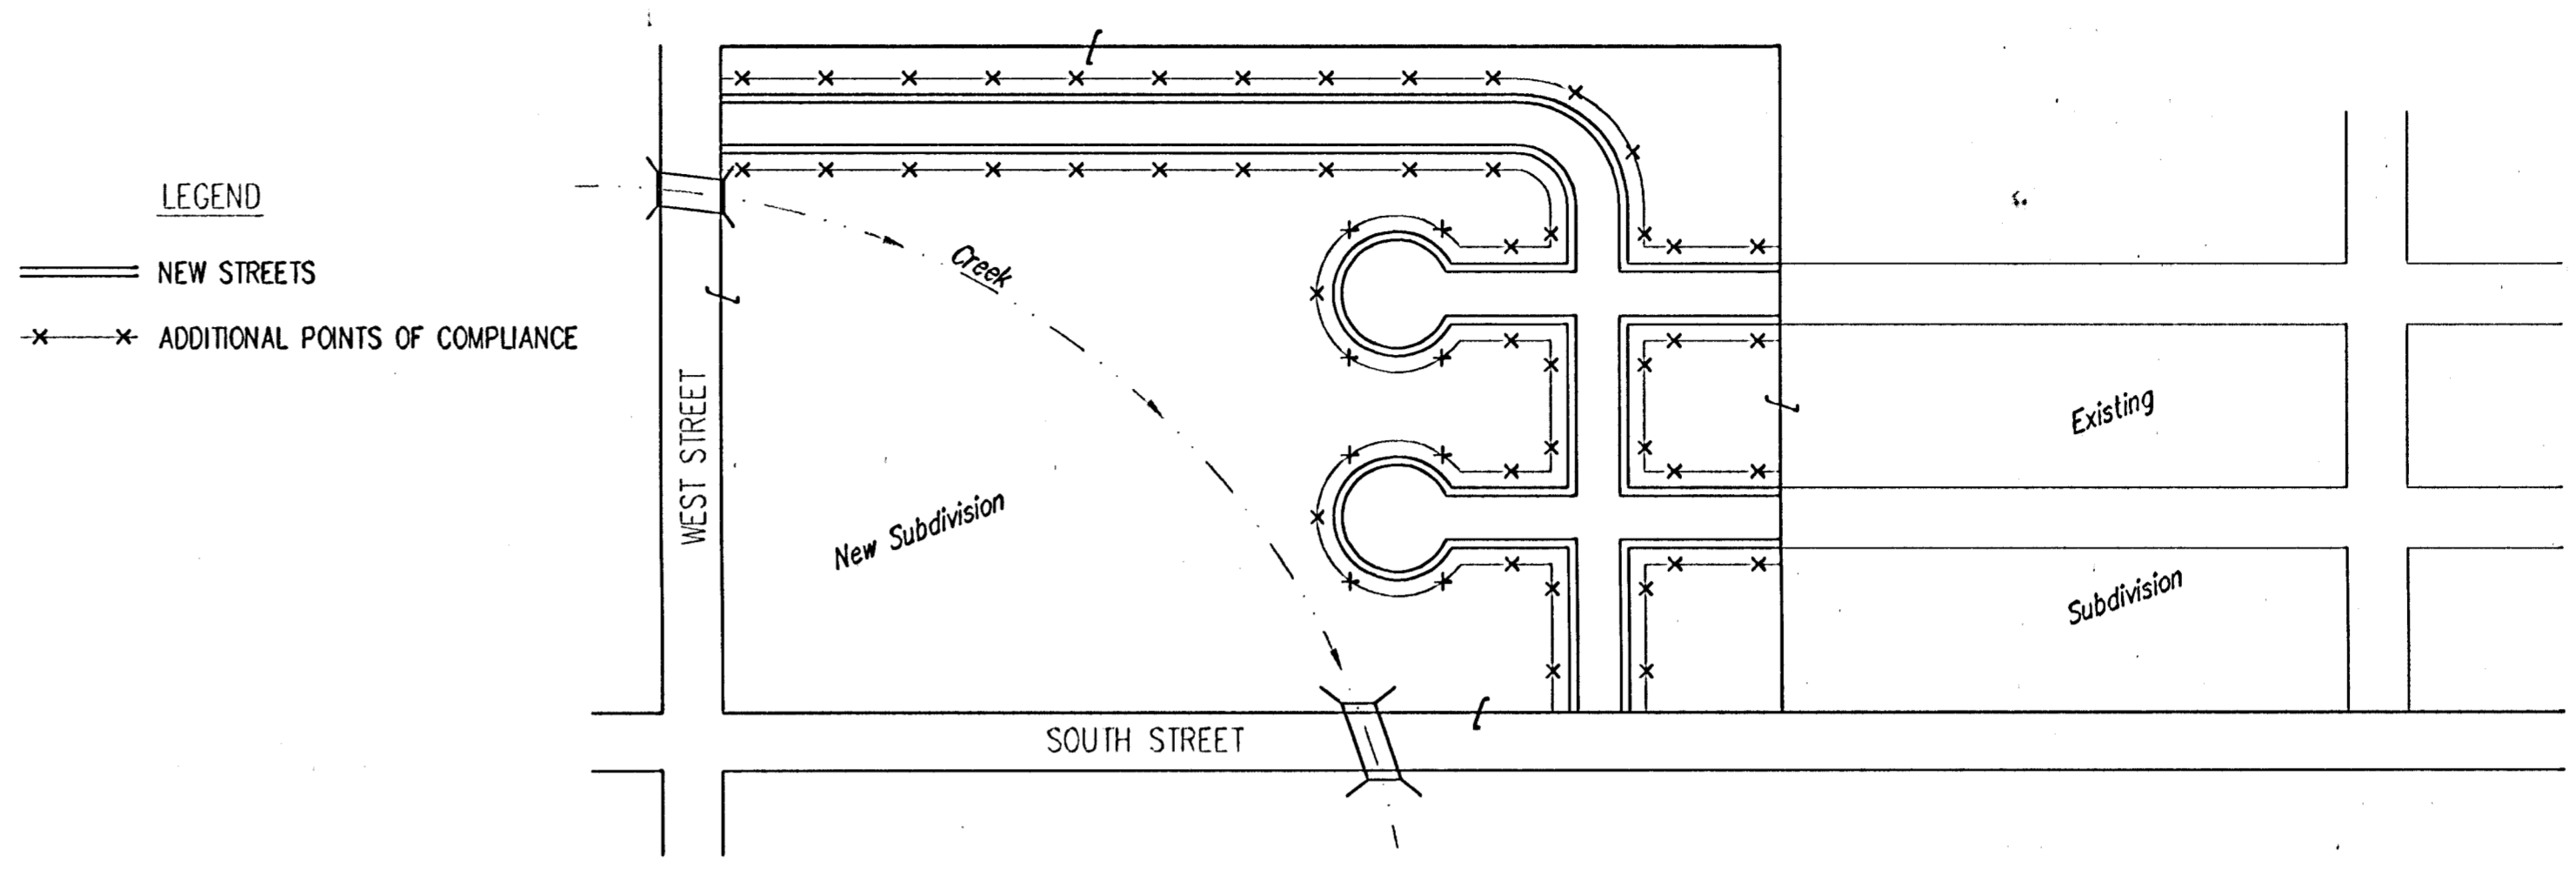 LEGEND
NEW STREETS
ADDITIONAL POINTS OF COMPLIANCE
WEST STREET
Creek
New Subdivision
SOUTH STREET
Existing
Subdivision